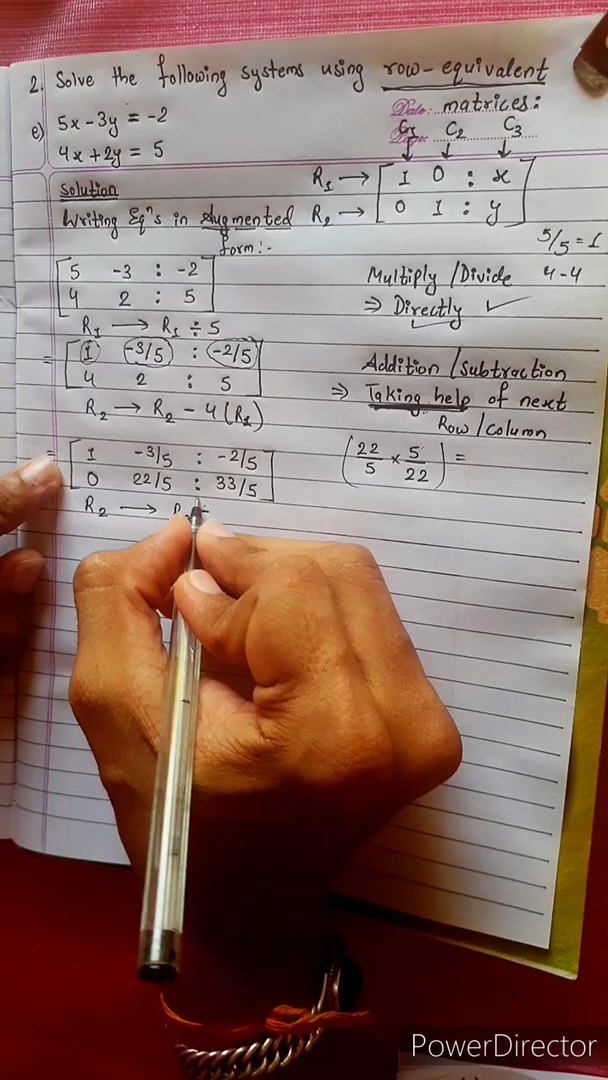 2. Solve the following systems using row-equivalent
Date: matrices:
e) 5x - 3y = -2
4x + 2y = 5
C1 C2 C3
Solution
R1 → [ 1 0 : x
R2 → 0 1 : y ]
Writing Eqns in Augmented
form:-
5/5 = 1
4-4
[ 5 -3 : -2
4 2 : 5 ]
Multiply / Divide
⇒ Directly ✓
R1 → R1 ÷ 5
= [ 1 -3/5 : -2/5
4 2 : 5 ]
Addition / Subtraction
⇒ Taking help of next
Row / column
R2 → R2 - 4(R1)
= [ 1 -3/5 : -2/5
0 22/5 : 33/5 ]
(22/5 × 5/22) =
R2 →
PowerDirector